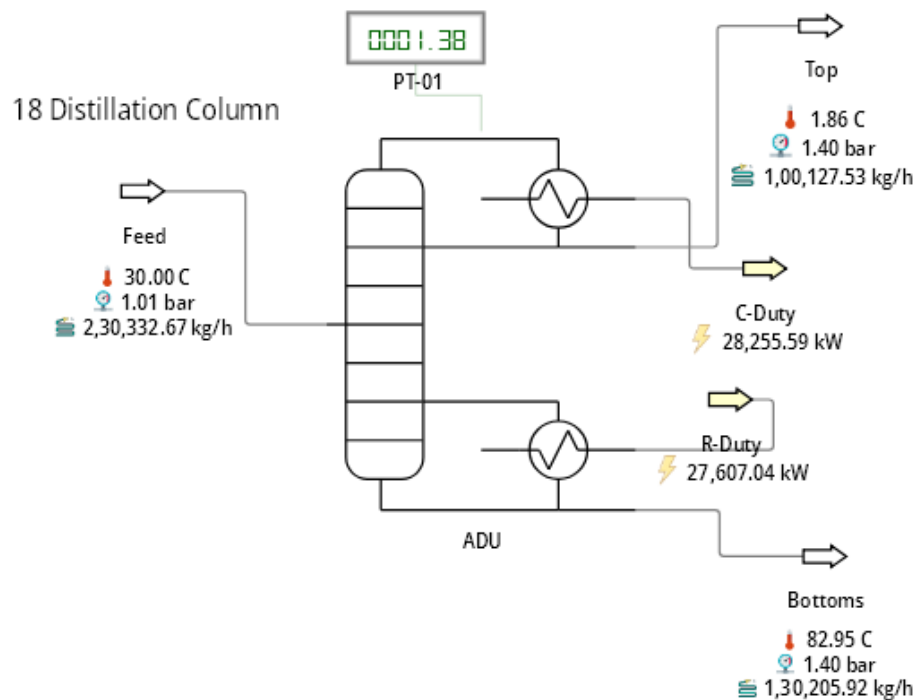 0001.38
PT-01
18 Distillation Column
Feed
30.00 C
1.01 bar
2,30,332.67 kg/h
Top
1.86 C
1.40 bar
1,00,127.53 kg/h
C-Duty
28,255.59 kW
R-Duty
27,607.04 kW
ADU
Bottoms
82.95 C
1.40 bar
1,30,205.92 kg/h